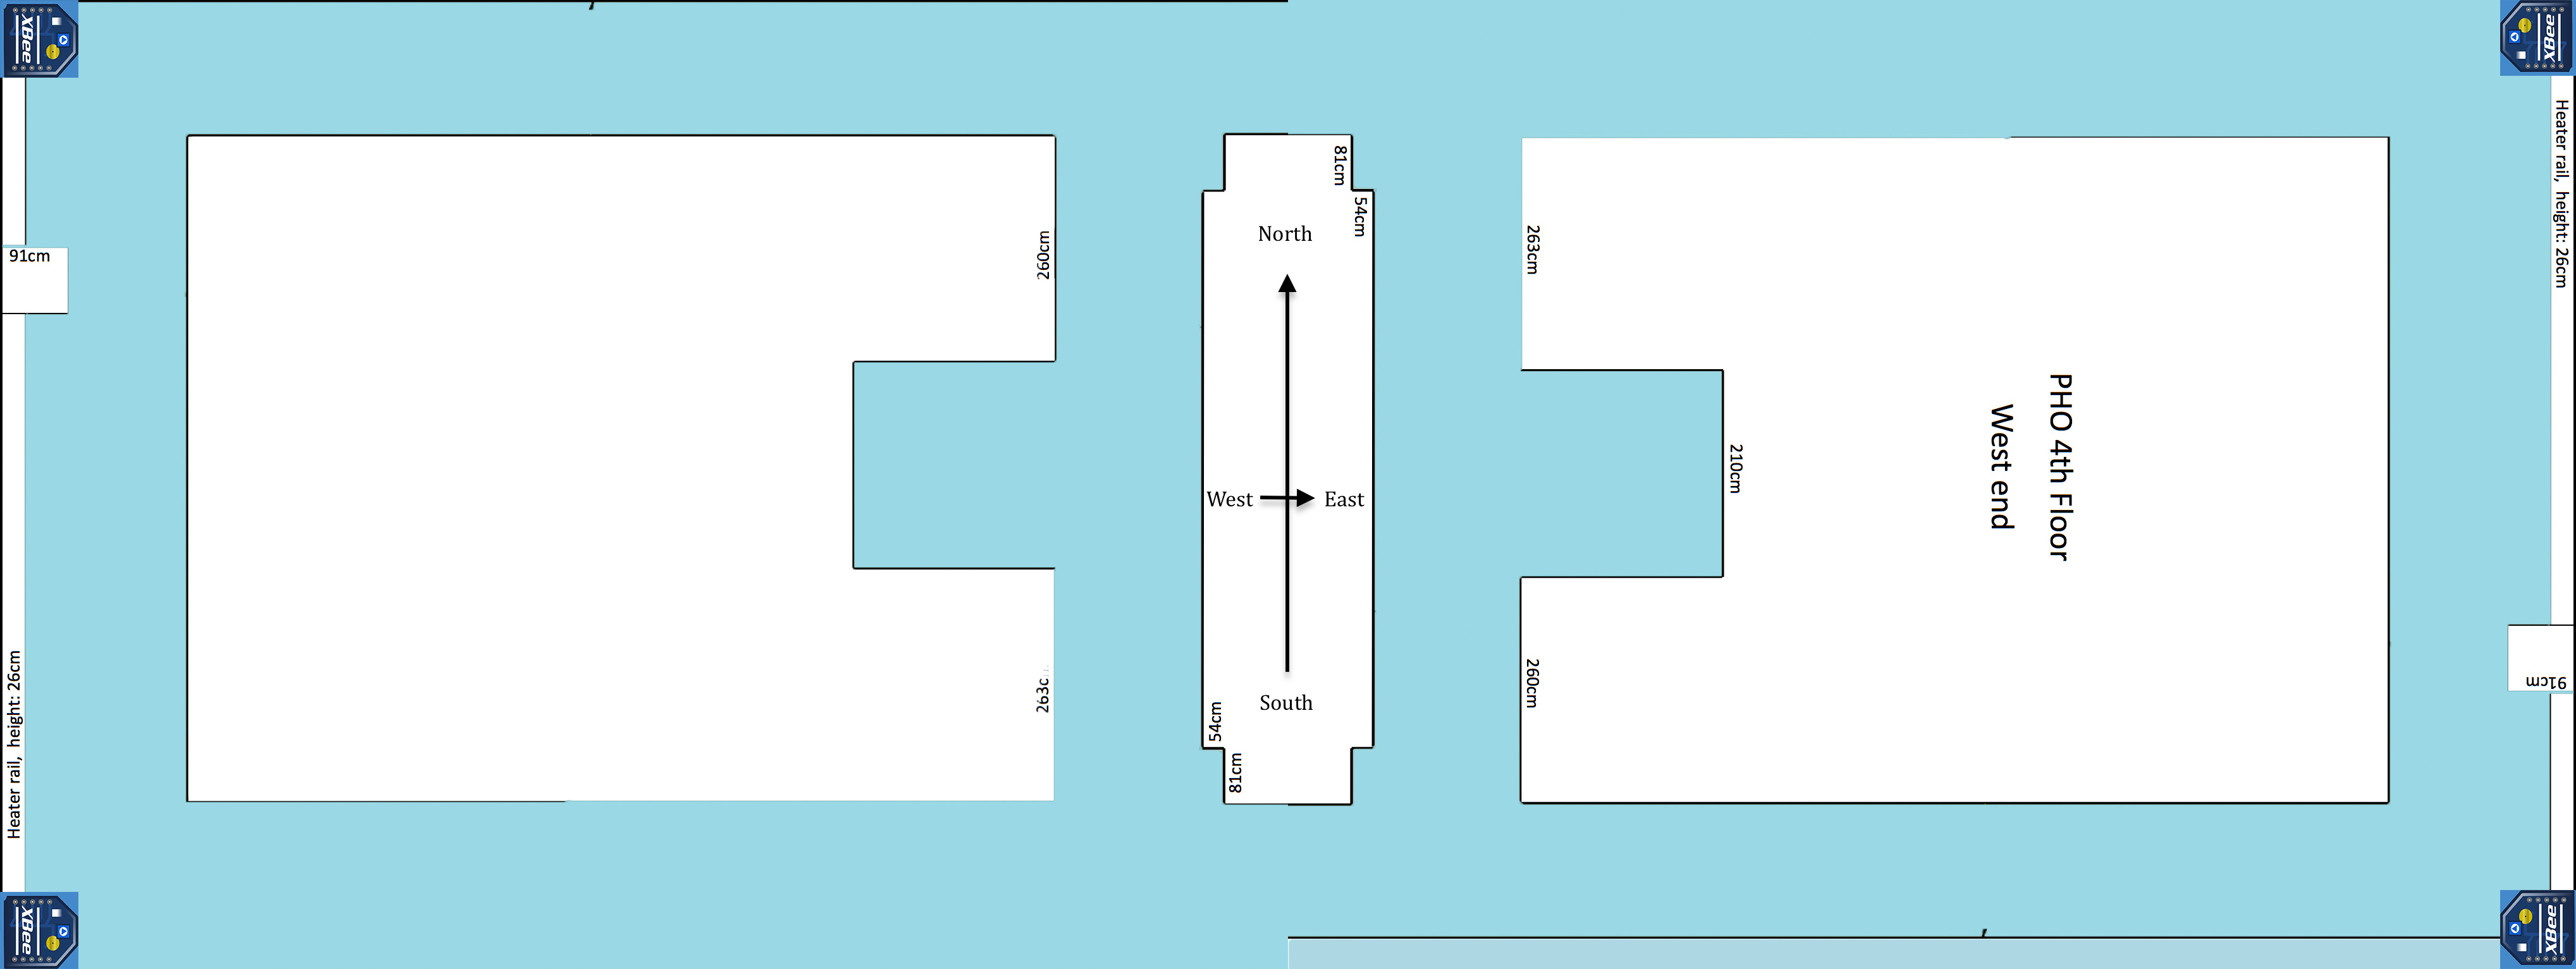 XBee
XBee
Heater rail, height: 26cm
91cm
260cm
81cm
54cm
North
263cm
West
East
210cm
PHO 4th Floor
West end
South
54cm
81cm
260cm
91cm
Heater rail, height: 26cm
XBee
XBee